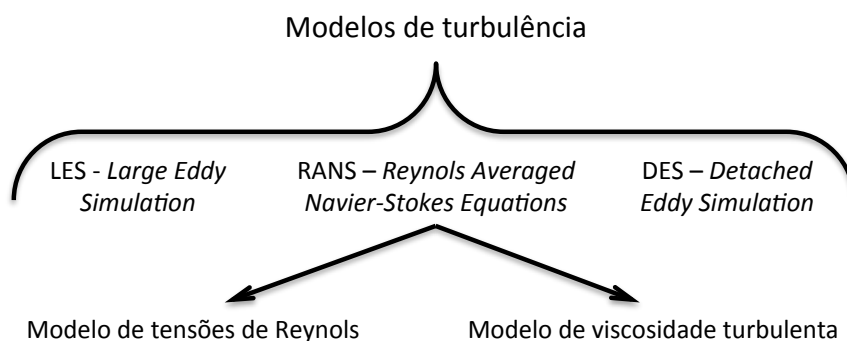 Modelos de turbulência
LES - Large Eddy
Simulation
RANS – Reynols Averaged
Navier-Stokes Equations
DES – Detached
Eddy Simulation
Modelo de tensões de Reynols
Modelo de viscosidade turbulenta